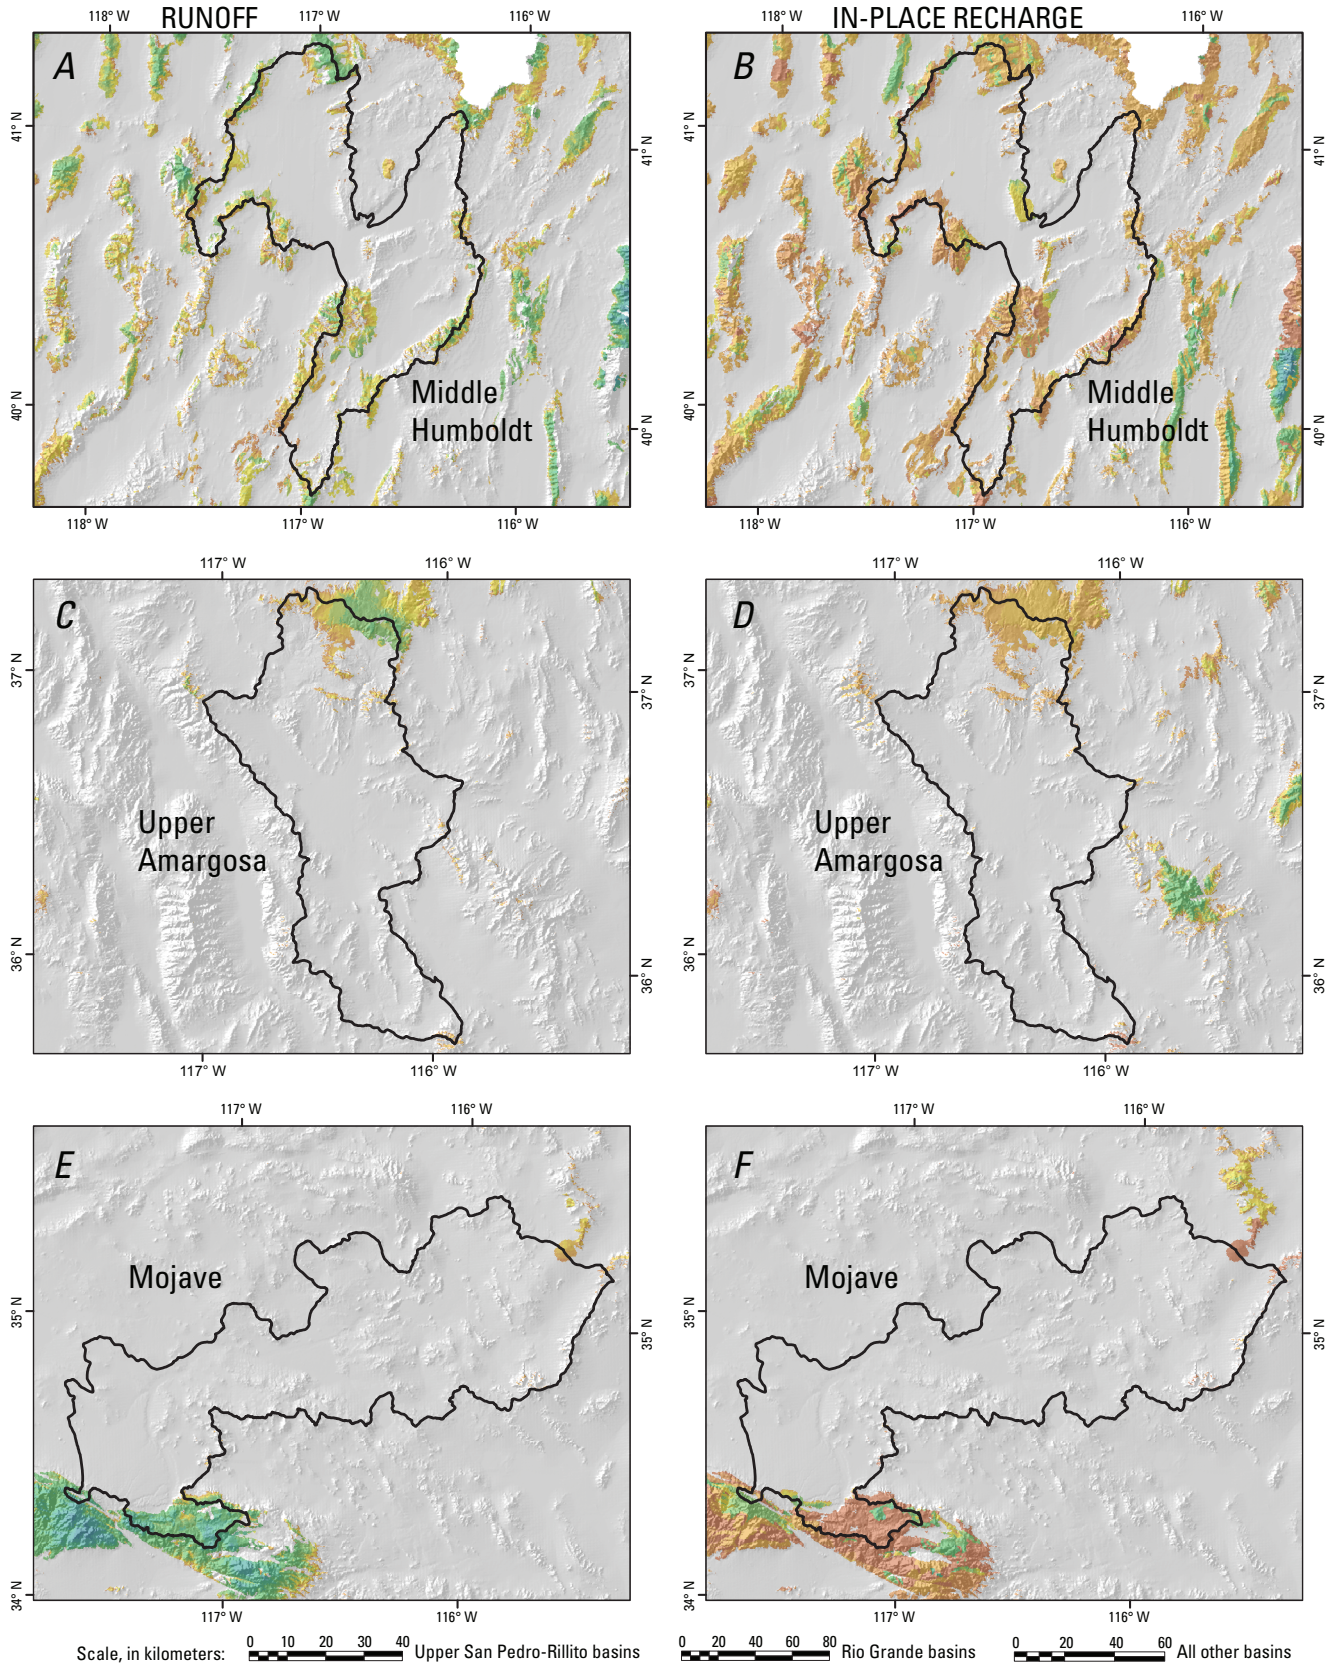 RUNOFF
IN-PLACE RECHARGE
118° W 117° W 116° W
118° W 116° W
A
B
41° N
41° N
41° N
41° N
Middle
Humboldt
Middle
Humboldt
40° N
40° N
40° N
40° N
118° W 117° W 116° W
118° W 117° W 116° W
117° W 116° W
117° W 116° W
C
D
37° N
37° N
37° N
37° N
Upper
Amargosa
Upper
Amargosa
36° N
36° N
36° N
36° N
117° W 116° W
117° W 116° W
117° W 116° W
117° W 116° W
E
F
Mojave
Mojave
35° N
35° N
35° N
35° N
34° N
34° N
117° W 116° W
117° W 116° W
Scale, in kilometers: 0 10 20 30 40 Upper San Pedro-Rillito basins
0 20 40 60 80 Rio Grande basins
0 20 40 60 All other basins